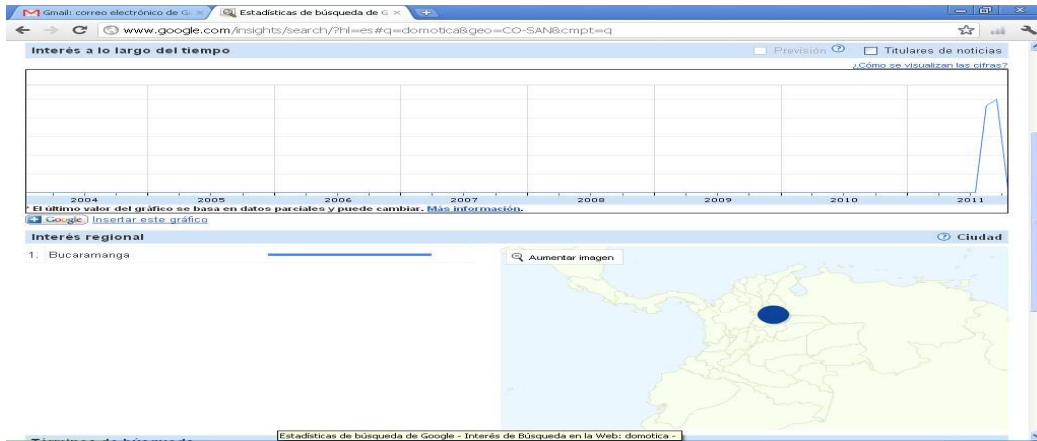 Gmail: correo electrónico de G
Estadísticas de búsqueda de G
www.google.com/insights/search/?hl=es#q=domotica&geo=CO-SAN&cmpt=q
Interés a lo largo del tiempo
Previsión
Titulares de noticias
¿Cómo se visualizan las cifras?
2004 2005 2006 2007 2008 2009 2010 2011
* El último valor del gráfico se basa en datos parciales y puede cambiar. Más información.
Google Insertar este gráfico
Interés regional
Ciudad
1. Bucaramanga
Aumentar imagen
Términos de búsqueda
Estadísticas de búsqueda de Google - Interés de Búsqueda en la Web: domotica -